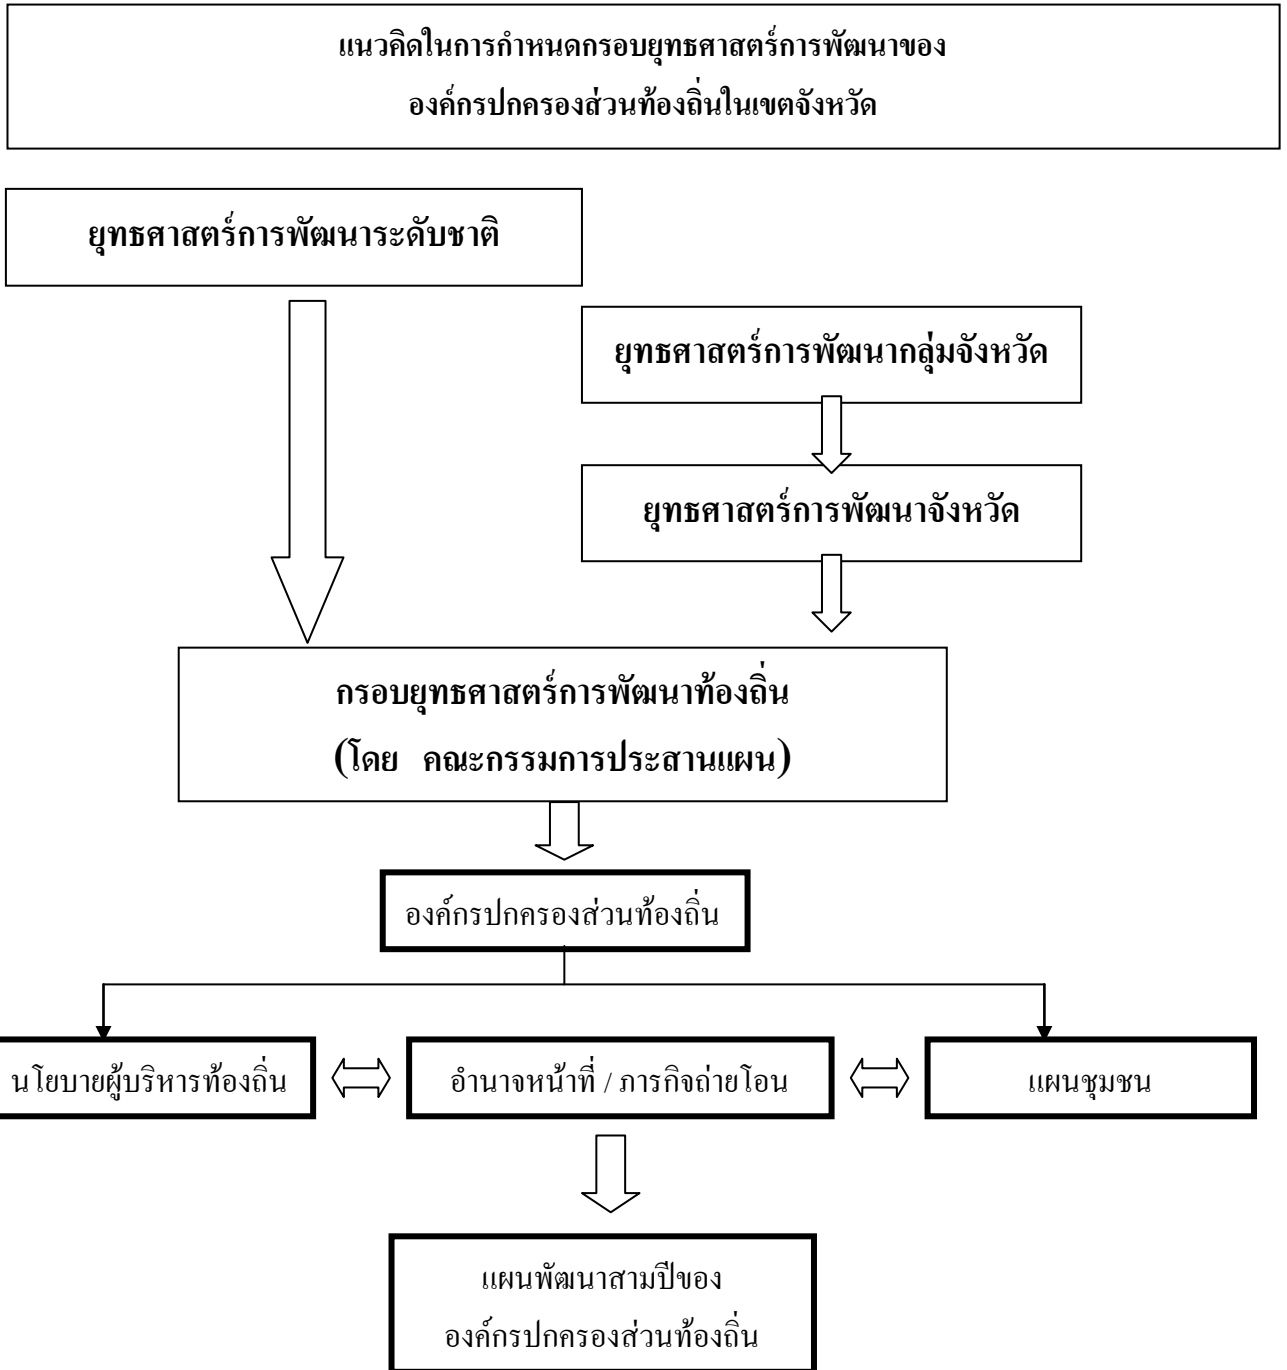 แนวคิดในการกำหนดกรอบยุทธศาสตร์การพัฒนาของ
องค์กรปกครองส่วนท้องถิ่นในเขตจังหวัด
ยุทธศาสตร์การพัฒนาระดับชาติ
ยุทธศาสตร์การพัฒนากลุ่มจังหวัด
ยุทธศาสตร์การพัฒนาจังหวัด
กรอบยุทธศาสตร์การพัฒนาท้องถิ่น
(โดย คณะกรรมการประสานแผน)
องค์กรปกครองส่วนท้องถิ่น
นโยบายผู้บริหารท้องถิ่น
อำนาจหน้าที่ / ภารกิจถ่ายโอน
แผนชุมชน
แผนพัฒนาสามปีของ
องค์กรปกครองส่วนท้องถิ่น